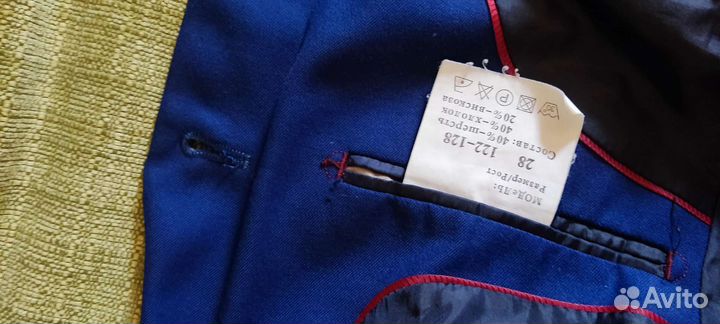 МОДЕЛЬ:
Размер/Рост
28 122-128
Состав: 40%-шерсть
40%-хлопок
20%-вискоза
P
Avito